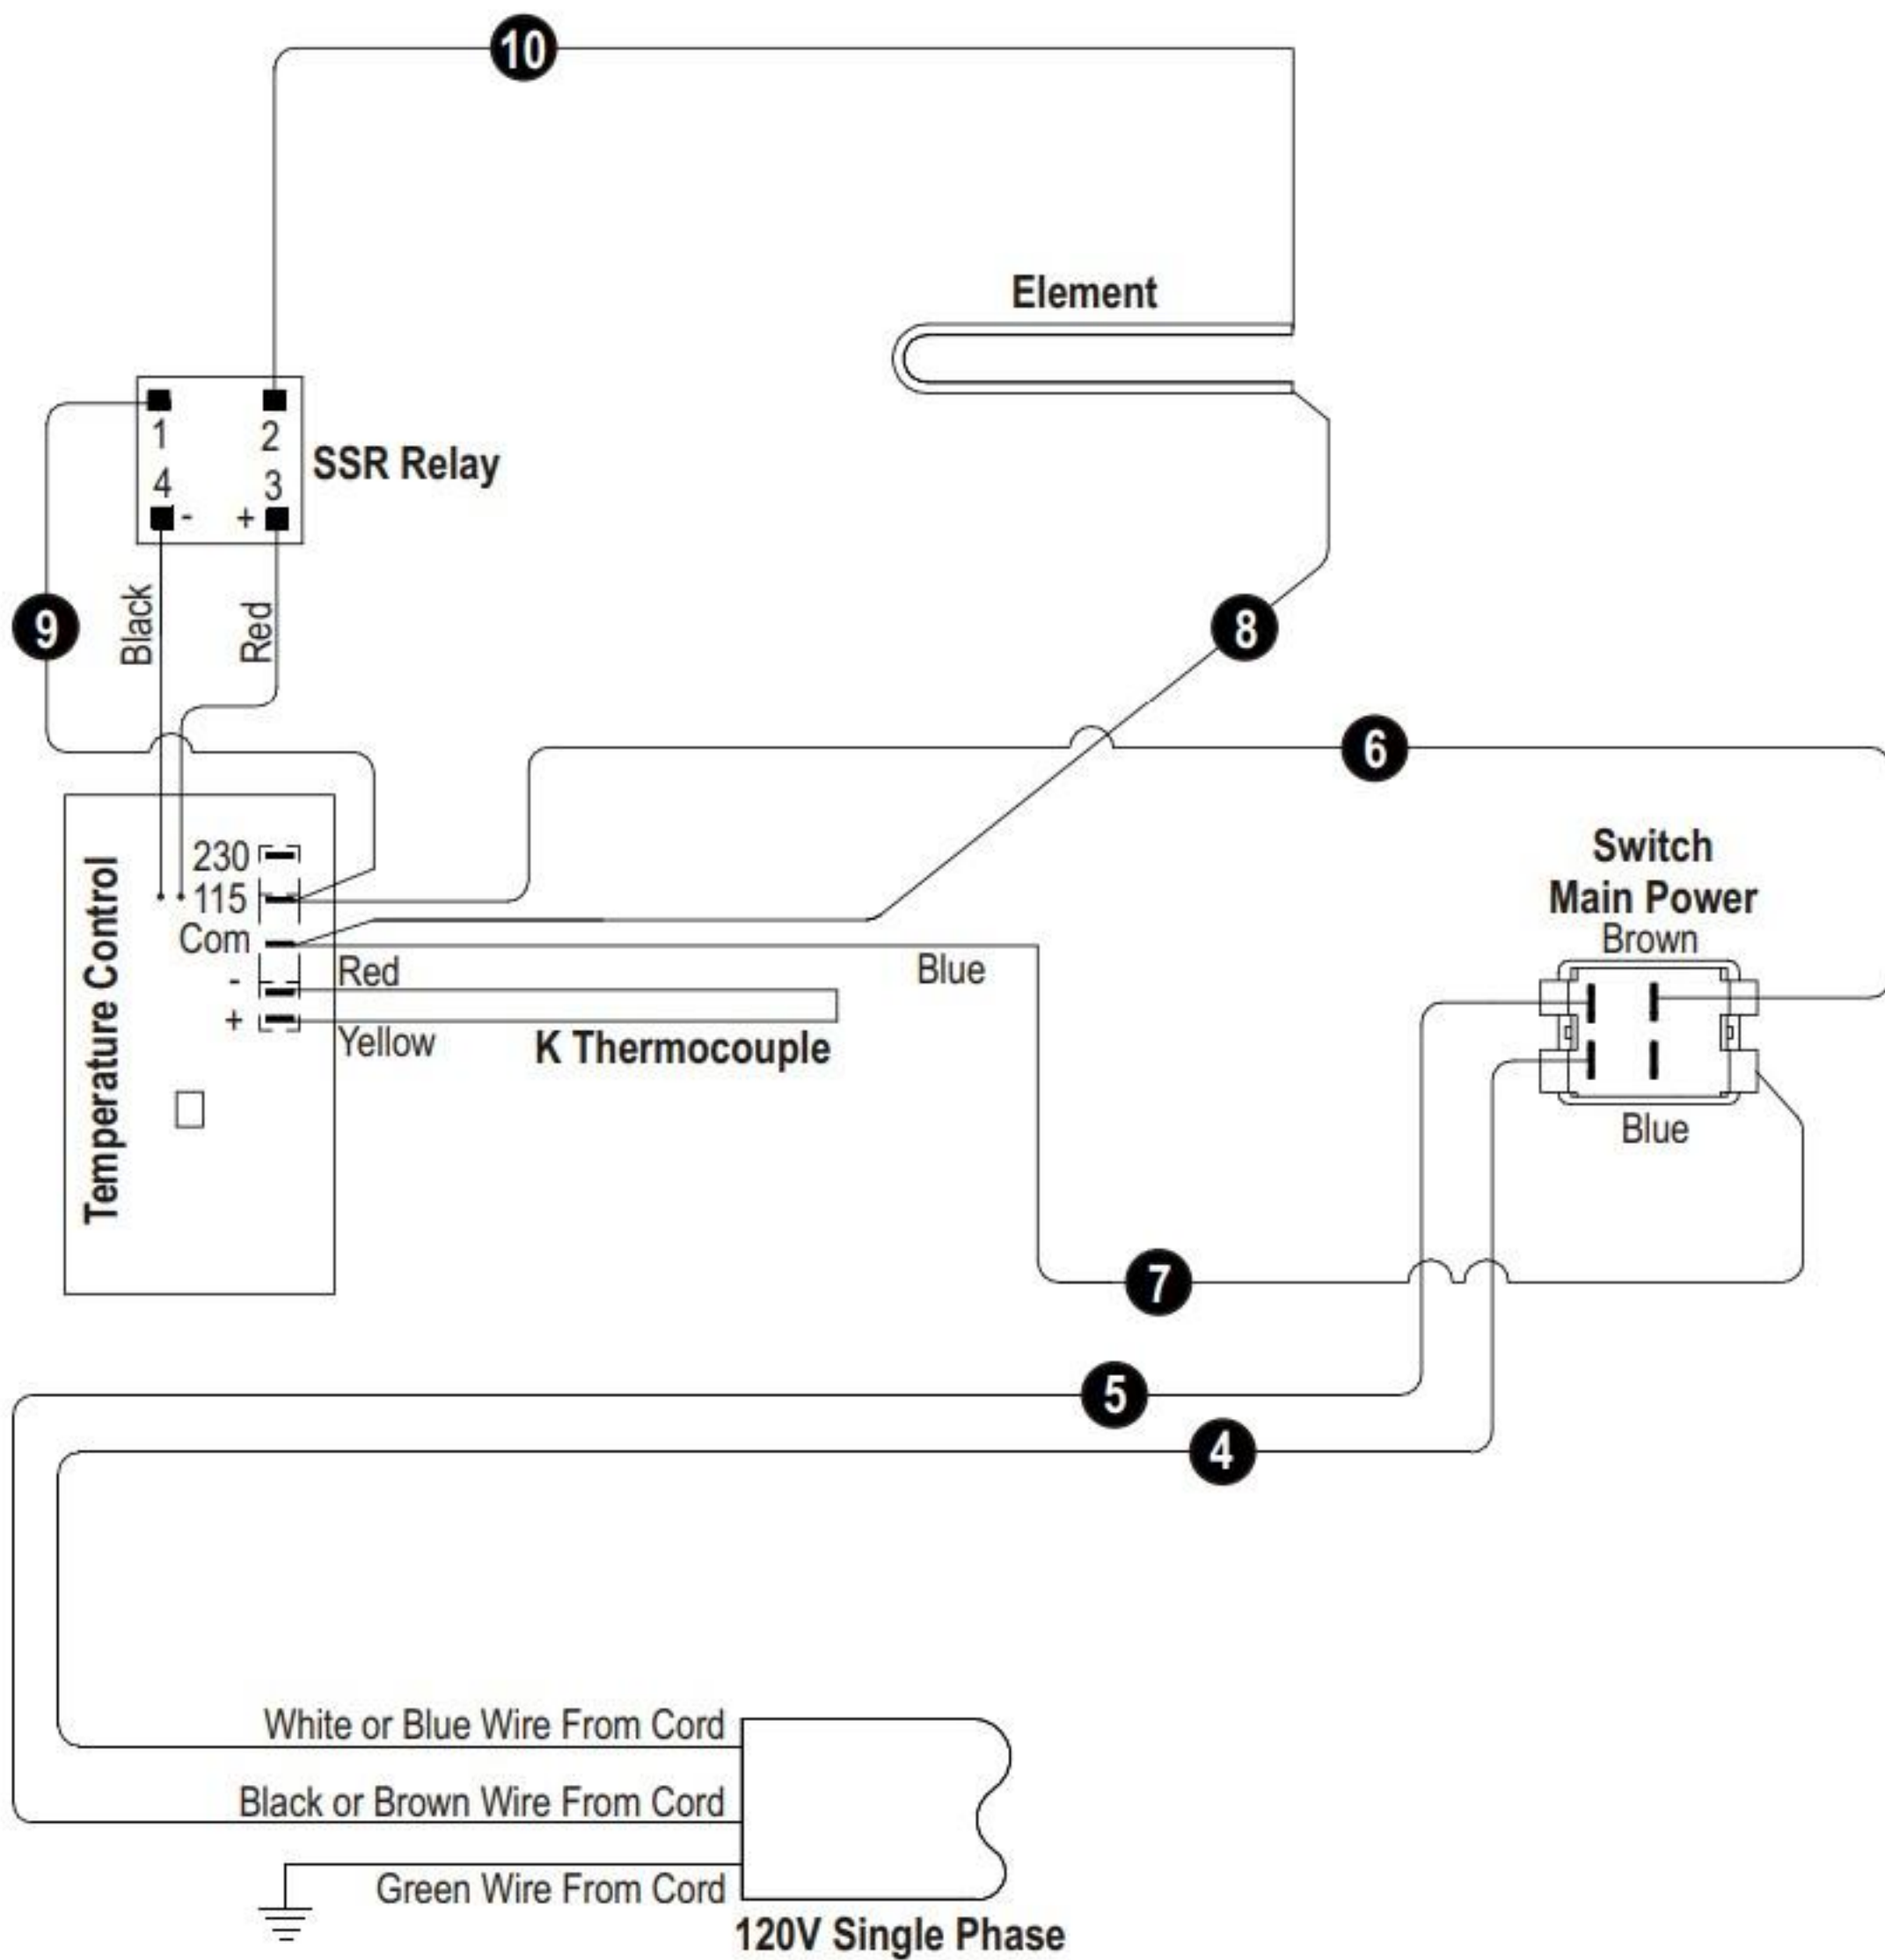 10
Element
1
2
SSR Relay
4
3
-
+
Black
Red
9
8
6
Temperature Control
230
115
Com
-
+
Red
Yellow
K Thermocouple
Blue
Switch
Main Power
Brown
Blue
7
5
4
White or Blue Wire From Cord
Black or Brown Wire From Cord
Green Wire From Cord
120V Single Phase